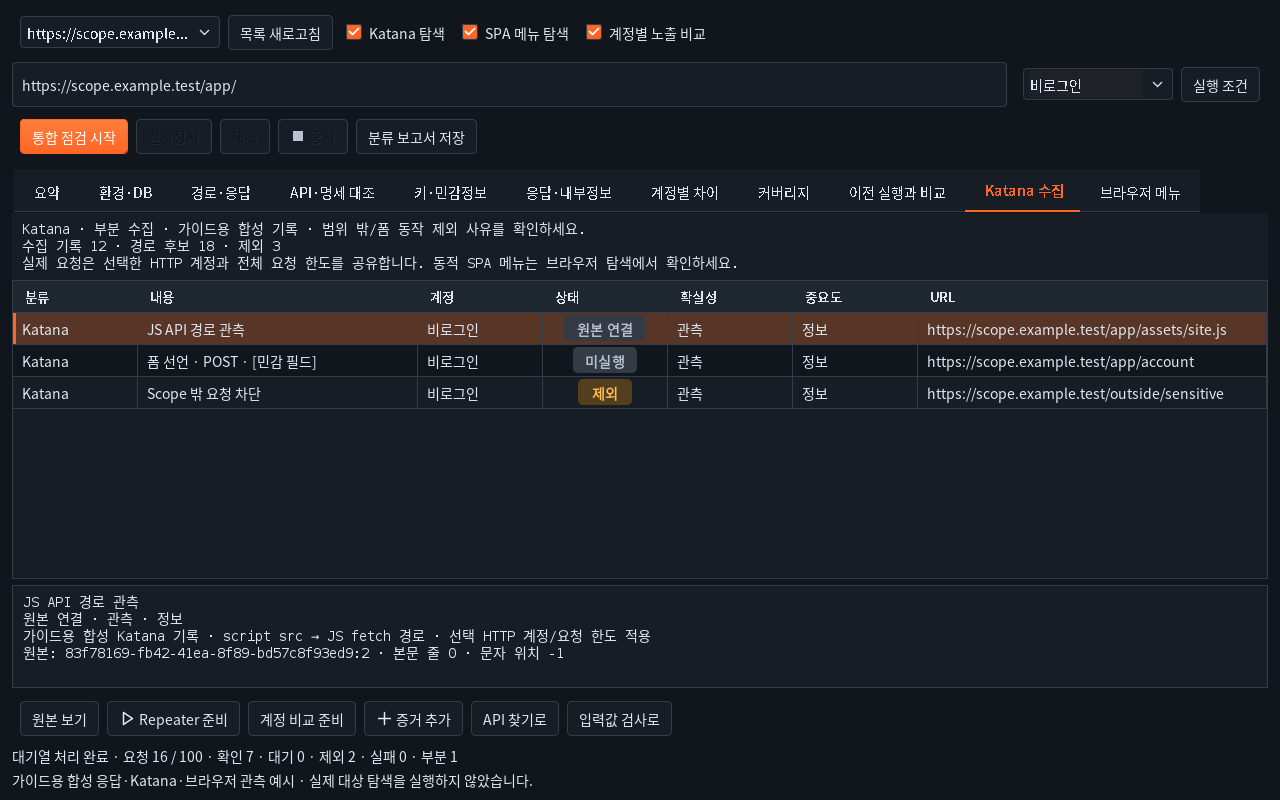 https://scope.example... 목록 새로고침 Katana 탐색 SPA 메뉴 탐색 계정별 노출 비교
https://scope.example.test/app/ 비로그인 실행 조건
통합 점검 시작 일시정지 재개 중지 분류 보고서 저장
요약 환경·DB 경로·응답 API·명세 대조 키·민감정보 응답·내부정보 계정별 차이 커버리지 이전 실행과 비교 Katana 수집 브라우저 메뉴
Katana · 부분 수집 · 가이드용 합성 기록 · 범위 밖/폼 동작 제외 사유를 확인하세요.
수집 기록 12 · 경로 후보 18 · 제외 3
실제 요청은 선택한 HTTP 계정과 전체 요청 한도를 공유합니다. 동적 SPA 메뉴는 브라우저 탐색에서 확인하세요.
분류 내용 계정 상태 확실성 중요도 URL
Katana JS API 경로 관측 비로그인 원본 연결 관측 정보 https://scope.example.test/app/assets/site.js
Katana 폼 선언 · POST · [민감 필드] 비로그인 미실행 관측 정보 https://scope.example.test/app/account
Katana Scope 밖 요청 차단 비로그인 제외 관측 정보 https://scope.example.test/outside/sensitive
JS API 경로 관측
원본 연결 · 관측 · 정보
가이드용 합성 Katana 기록 · script src → JS fetch 경로 · 선택 HTTP 계정/요청 한도 적용
원본: 83f78169-fb42-41ea-8f89-bd57c8f93ed9:2 · 본문 줄 0 · 문자 위치 -1
원본 보기 Repeater 준비 계정 비교 준비 증거 추가 API 찾기로 입력값 검사로
대기열 처리 완료 · 요청 16 / 100 · 확인 7 · 대기 0 · 제외 2 · 실패 0 · 부분 1
가이드용 합성 응답·Katana·브라우저 관측 예시 · 실제 대상 탐색을 실행하지 않았습니다.